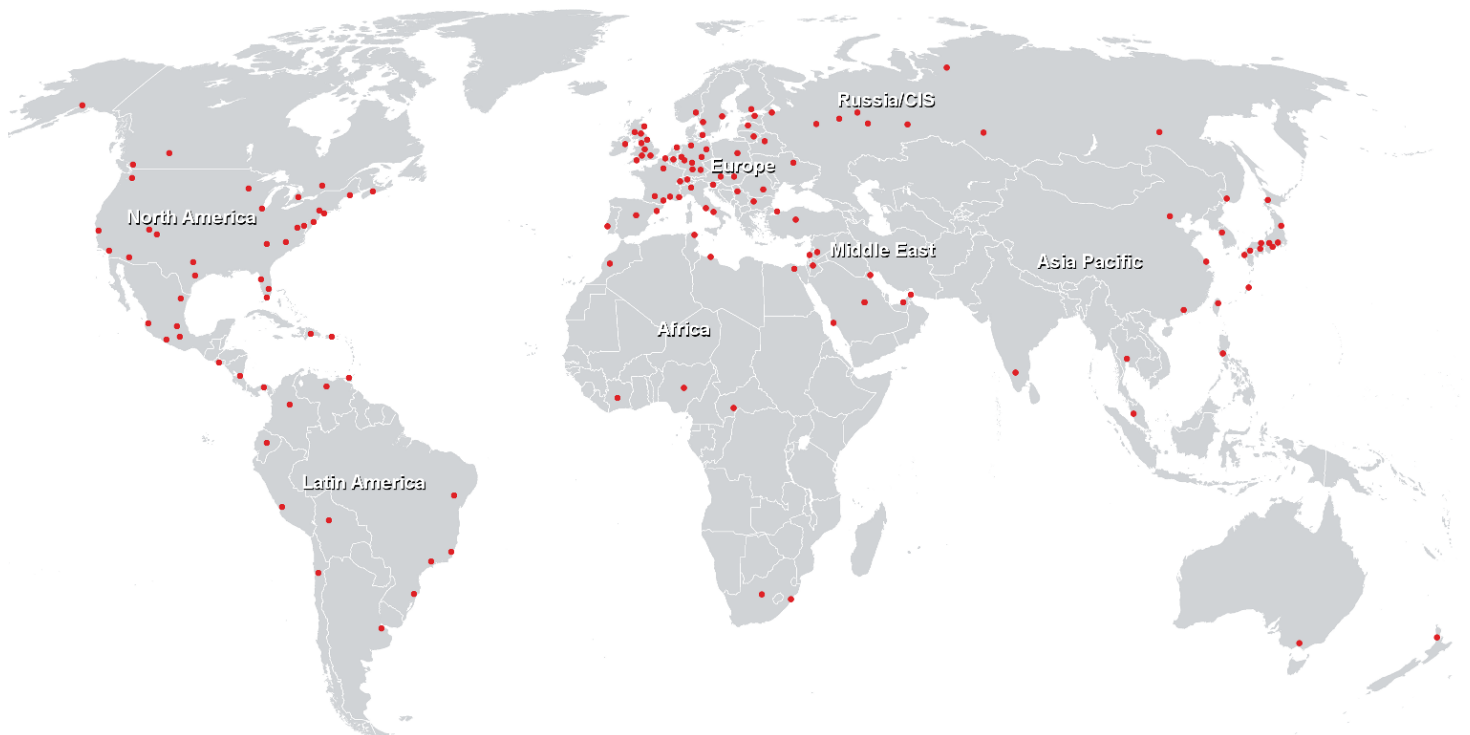 Russia/CIS
Europe
North America
Middle East
Asia Pacific
Africa
Latin America